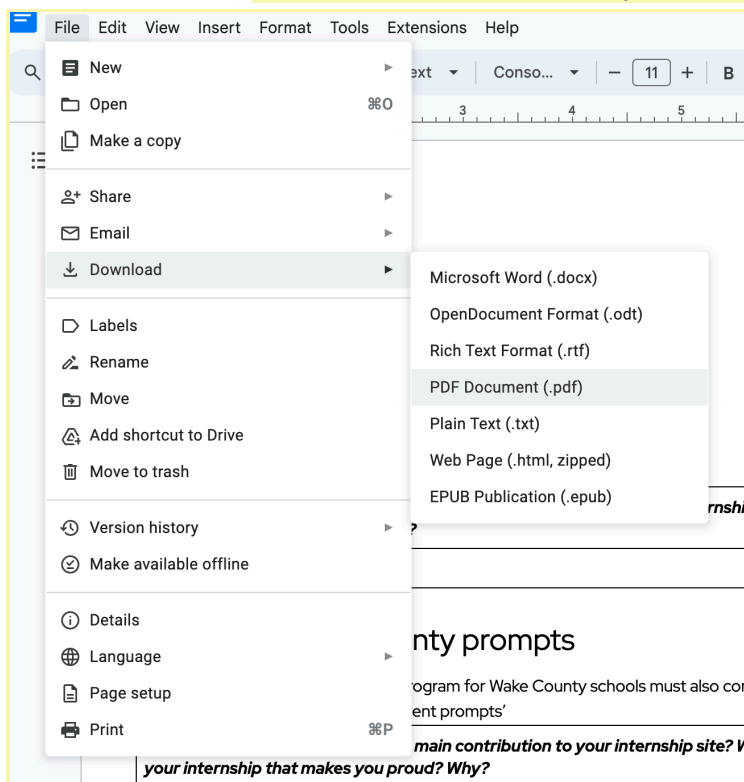 File Edit View Insert Format Tools Extensions Help
New
Open ⌘O
Make a copy
Share
Email
Download
Labels
Rename
Move
Add shortcut to Drive
Move to trash
Version history
Make available offline
Details
Language
Page setup
Print ⌘P
Microsoft Word (.docx)
OpenDocument Format (.odt)
Rich Text Format (.rtf)
PDF Document (.pdf)
Plain Text (.txt)
Web Page (.html, zipped)
EPUB Publication (.epub)
ext Conso... − 11 + B
3 4 5
rnshi
?
nty prompts
ogram for Wake County schools must also co
ent prompts’
main contribution to your internship site? W
your internship that makes you proud? Why?